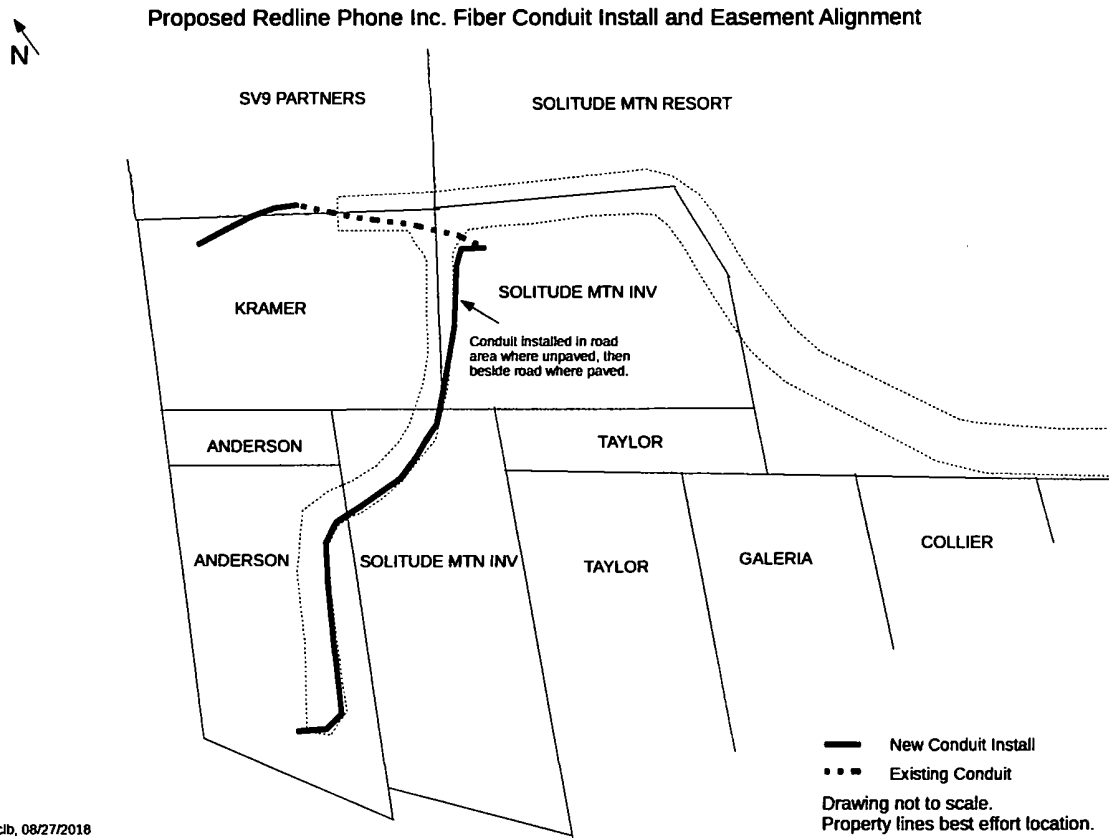 Proposed Redline Phone Inc. Fiber Conduit Install and Easement Alignment
N
SV9 PARTNERS
SOLITUDE MTN RESORT
KRAMER
SOLITUDE MTN INV
Conduit installed in road
area where unpaved, then
beside road where paved.
ANDERSON
TAYLOR
ANDERSON
SOLITUDE MTN INV
TAYLOR
GALERIA
COLLIER
New Conduit Install
Existing Conduit
Drawing not to scale.
Property lines best effort location.
clb, 08/27/2018